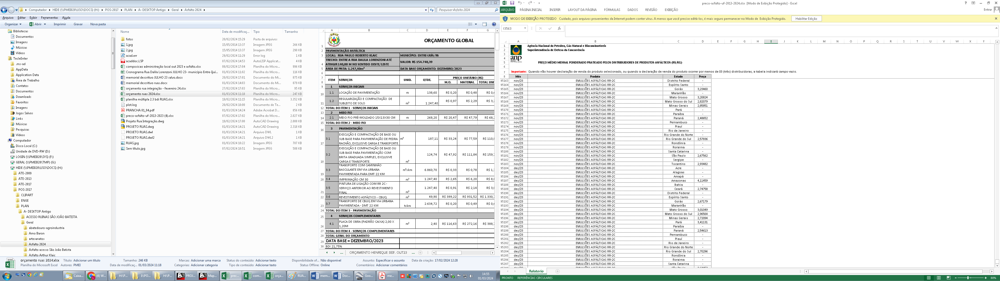 Computador ▸ HIDE (\\PMEI028\USO\DOCS) (H:) ▸ POS-2017 ▸ PLAN ▸ A- DESKTOP Antigo ▸ Geral ▸ Asfalto 2024 ▸
Pesquisar Asfalto 2024
Arquivo Editar Exibir Ferramentas Ajuda
Organizar Abrir Imprimir Gravar Nova pasta
Bibliotecas
Documentos
Imagens
Músicas
Vídeos
TecleEnter
.ms-ad
AppData
Application Data
Área de Trabalho
Contatos
Documentos
Downloads
Favoritos
Imagens
Jogos Salvos
Links
Músicas
Pesquisas
Vídeos
Computador
Disco Local (C:)
Unidade de DVD-RW (D:)
LOGIN (\\PMEI028\SYS) (F:)
GERAL (\\PMEI028\TMP) (G:)
HIDE (\\PMEI028\USO\DOCS) (H:)
ATE-2009
ATE-2013
ATE-2017
POS-2017
CLIPART
ENGE
PLAN
A- DESKTOP Antigo
ACESSO RUINAS SÃO JOÃO BATISTA
Geral
abatedouro-agroindustria
Arno Baron
artesanatos
Asfalto 2024
Asfalto acesso São João Batista
Asfalto Arthur Klaic
Nome Data de modificaç... Tipo Tamanho
fotos 20/02/2024 15:29 Pasta de arquivos
1.jpg 15/05/2014 13:37 Imagem JPEG 266 KB
2.jpg 15/05/2014 13:37 Imagem JPEG 290 KB
acad.err 29/02/2024 11:29 Error log 1 KB
acaddoc.LSP 07/02/2024 14:53 AutoLISP Applicat... 4 KB
composicao administração local out 2023 e asfalto.xlsx 08/02/2024 17:04 Planilha do Micro... 996 KB
Cronograma Rua Dalila Lorenzoni JULHO 23- município Entre-Ijuí... 01/03/2024 11:02 Planilha do Micro... 116 KB
memorial descritivo JULHO 23 salvo.docx 20/02/2024 17:01 Documento do Mi... 875 KB
memorial descritivo ruas.docx 01/03/2024 14:03 Documento do Mi... 879 KB
orçamento rua integração - fevereiro 24.xlsx 27/02/2024 17:03 Planilha do Micro... 95 KB
orçamento ruas 2024.xlsx 01/03/2024 11:18 Planilha do Micro... 247 KB
planilha múltipla 2.3 bdi RUAS.xlsx 19/02/2024 11:15 Planilha do Micro... 3.352 KB
plot.log 20/02/2024 10:00 Documento de Te... 2 KB
PRANCHA 01_04.pdf 01/03/2024 14:24 Adobe Acrobat D... 856 KB
preco-asfalto-uf-2013-2023 (4).xlsx 07/02/2024 17:02 Planilha do Micro... 2.027 KB
Projeto Rua Integração.dwg 19/02/2024 17:00 AutoCAD Drawing 2.088 KB
PROJETO RUAS.dwg 01/03/2024 14:21 AutoCAD Drawing 2.318 KB
PROJETO RUAS.dwl 01/03/2024 14:21 Arquivo DWL 1 KB
PROJETO RUAS.dwl2 01/03/2024 14:21 Arquivo DWL2 1 KB
RUAS.jpg 01/03/2024 10:22 Imagem JPEG 707 KB
Sem título.jpg 07/02/2024 10:51 Imagem JPEG 588 KB
A B C D E F G
1 ORÇAMENTO GLOBAL
2 PAVIMENTAÇÃO ASFÁLTICA
3 LOCAL: RUA PAULO ROBERTO KLAIC MUNICÍPIO: ENTRE-IJUÍS/RS
4 TRECHO: ENTRE A RUA DALILA LORENZONI ATÉ ATINGIR 140,00 M NO SENTIDO OESTE/LESTE VALOR: R$ 154.748,39
5 ÁREA DE PISTA: 1.247,40m² DATA BASE ORÇAMENTO: DEZEMBRO/2023
6
7 ITEM SERVIÇOS UNID. QTDE. PREÇO UNITÁRIO (R$)
8 M.O. MATERIAL TOTAL UNI
9 1 SERVIÇOS INICIAIS
10 1.1 LOCAÇÃO DE PAVIMENTAÇÃO m 138,60 R$ 0,20 R$ 0,48 R$ 0,6
11 1.2 REGULARIZAÇÃO E COMPACTAÇÃO DE SUBLEITO DE SOLO m² 1.247,40 R$ 0,97 R$ 2,29 R$ 3,
12 TOTAL DO ITEM 1 - SERVIÇOS INICIAIS
13 2 MEIO FIO
14 2.1 MEIO FIO PRÉ-MOLDADO 15X13X30 CM m 268,20 R$ 20,47 R$ 47,79 R$ 68,
15 TOTAL DO ITEM 2 - MEIO FIO
16 3 PAVIMENTAÇÃO
17 3.1 EXECUÇÃO E COMPACTAÇÃO DE BASE OU SUB BASE PARA PAVIMENTAÇÃO DE PEDRA RACHÃO, EXCLUSIVE CARGA E TRANSPORTE. m³ 187,11 R$ 33,24 R$ 77,59 R$ 110,8
18 3.2 EXECUÇÃO E COMPACTAÇÃO DE BASE OU SUB BASE PARA PAVIMENTAÇÃO COM BRITA GRADUADA SIMPLES, EXCLUSIVE CARGA E TRANSPORTE. m³ 124,74 R$ 47,92 R$ 111,84 R$ 159,
19 3.3 TRANSPORTE COM CAMINHÃO BASCULANTE EM VIA URBANA PAVIMENTADA PARA DMT 22 KM m³xkm 6.860,70 R$ 0,33 R$ 0,78 R$ 1,
20 3.4 IMPRIMAÇÃO CM 30 m² 1.247,40 R$ 2,65 R$ 6,20 R$ 8,8
21 3.5 PINTURA DE LIGAÇÃO COM RR 2C - SERVIÇO ANTERIOR AO REVESTIMENTO FINAL m² 1.247,40 R$ 0,91 R$ 2,14 R$ 3,0
22 3.6 REVESTIMENTO ASFÁLTICO - CBUQ m³ 49,90 R$ 399,22 R$ 931,52 R$ 1.330,
23 3.7 TRANSPORTE DE CBUQ EM VIA URBANA PAVIMENTADA - DMT 22 KM txkm 2.634,72 R$ 0,20 R$ 0,49 R$ 0,6
24 TOTAL DO ITEM 3 - PAVIMENTAÇÃO
25 4 SERVIÇOS COMPLEMENTARES
26 4.1 PLACA DE OBRA (PADRÃO CAIXA) 2,00 X 1,20M m² 2,40 R$ 116,63 R$ 272,16 R$ 388,
27 TOTAL DO ITEM 4 - SERVIÇOS COMPLEMENTARES
28 TOTAL GERAL DO ORÇAMENTO
29 DATA BASE = DEZEMBRO/2023
30 BDI 21,75%
... ORÇAMENTO HENRIQUE SEIF. OUT23 ...
orçamento ruas 2024.xlsx Título: Adicionar um título Tamanho: 246 KB Marcas: Adicionar uma marca Status do conteúdo: Adicionar texto Disponibilidade of... Não disponível Assunto: Especificar o assunto Data da criação: 17/02/2024 12:28
Planilha do Microsoft Excel Autores: PMEI Data de modificaç... 01/03/2024 11:18 Categorias: Adicionar categoria Tipo de conteúdo: Adicionar texto Status Offline: Online Comentários: Adicionar comentários
Caixa... (4) W... H:\P... I:\PO... H:\P... PROJ... Map... prec... com... orça... RUA... mem... Doc... Goo... me...
14:55
01/03/2024
preco-asfalto-uf-2013-2024.xlsx [Modo de Exibição Protegido] - Excel
ARQUIVO PÁGINA INICIAL INSERIR LAYOUT DA PÁGINA FÓRMULAS DADOS REVISÃO EXIBIÇÃO Entrar
MODO DE EXIBIÇÃO PROTEGIDO Cuidado, pois arquivos provenientes da Internet podem conter vírus. A menos que você precise editá-los, é mais seguro permanecer no Modo de Exibição Protegido. Habilitar Edição
I3563 fx
A B C D E F G H I J K L M N O P Q R S T U V W X Y
1 Agência Nacional do Petróleo, Gás Natural e Biocombustíveis
2 Superintendência de Defesa da Concorrência
3
4 anp
5 PREÇO MÉDIO MENSAL PONDERADO PRATICADO PELOS DISTRIBUIDORES DE PRODUTOS ASFÁLTICOS (R$/KG)
7 Importante: Quando não houver declaração de venda do produto selecionado, ou quando a declaração de venda do produto ocorrer por menos de 03 (três) distribuidoras, a tabela indicará campo vazio.
8 Mês Produto Estado Preço
95163 nov/23 EMULSÕES ASFÁLTICAS RR-2C Distrito Federal -
95164 nov/23 EMULSÕES ASFÁLTICAS RR-2C Espírito Santo -
95165 nov/23 EMULSÕES ASFÁLTICAS RR-2C Goiás 3,23460
95166 nov/23 EMULSÕES ASFÁLTICAS RR-2C Maranhão -
95167 nov/23 EMULSÕES ASFÁLTICAS RR-2C Mato Grosso 3,20824
95168 nov/23 EMULSÕES ASFÁLTICAS RR-2C Mato Grosso do Sul 2,82079
95169 nov/23 EMULSÕES ASFÁLTICAS RR-2C Minas Gerais 2,85851
95170 nov/23 EMULSÕES ASFÁLTICAS RR-2C Pará -
95171 nov/23 EMULSÕES ASFÁLTICAS RR-2C Paraíba -
95172 nov/23 EMULSÕES ASFÁLTICAS RR-2C Paraná 2,48652
95173 nov/23 EMULSÕES ASFÁLTICAS RR-2C Pernambuco -
95174 nov/23 EMULSÕES ASFÁLTICAS RR-2C Piauí -
95175 nov/23 EMULSÕES ASFÁLTICAS RR-2C Rio de Janeiro -
95176 nov/23 EMULSÕES ASFÁLTICAS RR-2C Rio Grande do Norte -
95177 nov/23 EMULSÕES ASFÁLTICAS RR-2C Rio Grande do Sul 2,57836
95178 nov/23 EMULSÕES ASFÁLTICAS RR-2C Rondônia -
95179 nov/23 EMULSÕES ASFÁLTICAS RR-2C Roraima -
95180 nov/23 EMULSÕES ASFÁLTICAS RR-2C Santa Catarina -
95181 nov/23 EMULSÕES ASFÁLTICAS RR-2C São Paulo 2,67562
95182 nov/23 EMULSÕES ASFÁLTICAS RR-2C Sergipe -
95183 nov/23 EMULSÕES ASFÁLTICAS RR-2C Tocantins 2,93482
95184 dez/23 EMULSÕES ASFÁLTICAS RR-2C Acre -
95185 dez/23 EMULSÕES ASFÁLTICAS RR-2C Alagoas -
95186 dez/23 EMULSÕES ASFÁLTICAS RR-2C Amapá -
95187 dez/23 EMULSÕES ASFÁLTICAS RR-2C Amazonas 4,11459
95188 dez/23 EMULSÕES ASFÁLTICAS RR-2C Bahia -
95189 dez/23 EMULSÕES ASFÁLTICAS RR-2C Ceará 2,74758
95190 dez/23 EMULSÕES ASFÁLTICAS RR-2C Distrito Federal -
95191 dez/23 EMULSÕES ASFÁLTICAS RR-2C Espírito Santo -
95192 dez/23 EMULSÕES ASFÁLTICAS RR-2C Goiás 2,67179
95193 dez/23 EMULSÕES ASFÁLTICAS RR-2C Maranhão -
95194 dez/23 EMULSÕES ASFÁLTICAS RR-2C Mato Grosso 3,01049
95195 dez/23 EMULSÕES ASFÁLTICAS RR-2C Mato Grosso do Sul 2,96564
95196 dez/23 EMULSÕES ASFÁLTICAS RR-2C Minas Gerais 2,72094
95197 dez/23 EMULSÕES ASFÁLTICAS RR-2C Pará 3,41131
95198 dez/23 EMULSÕES ASFÁLTICAS RR-2C Paraíba -
95199 dez/23 EMULSÕES ASFÁLTICAS RR-2C Paraná 2,54613
95200 dez/23 EMULSÕES ASFÁLTICAS RR-2C Pernambuco -
95201 dez/23 EMULSÕES ASFÁLTICAS RR-2C Piauí -
95202 dez/23 EMULSÕES ASFÁLTICAS RR-2C Rio de Janeiro -
95203 dez/23 EMULSÕES ASFÁLTICAS RR-2C Rio Grande do Norte -
95204 dez/23 EMULSÕES ASFÁLTICAS RR-2C Rio Grande do Sul 2,70296
95205 dez/23 EMULSÕES ASFÁLTICAS RR-2C Rondônia -
95206 dez/23 EMULSÕES ASFÁLTICAS RR-2C Roraima -
95207 dez/23 EMULSÕES ASFÁLTICAS RR-2C Santa Catarina -
Relatorio
PRONTO REFERÊNCIAS CIRCULARES 80%